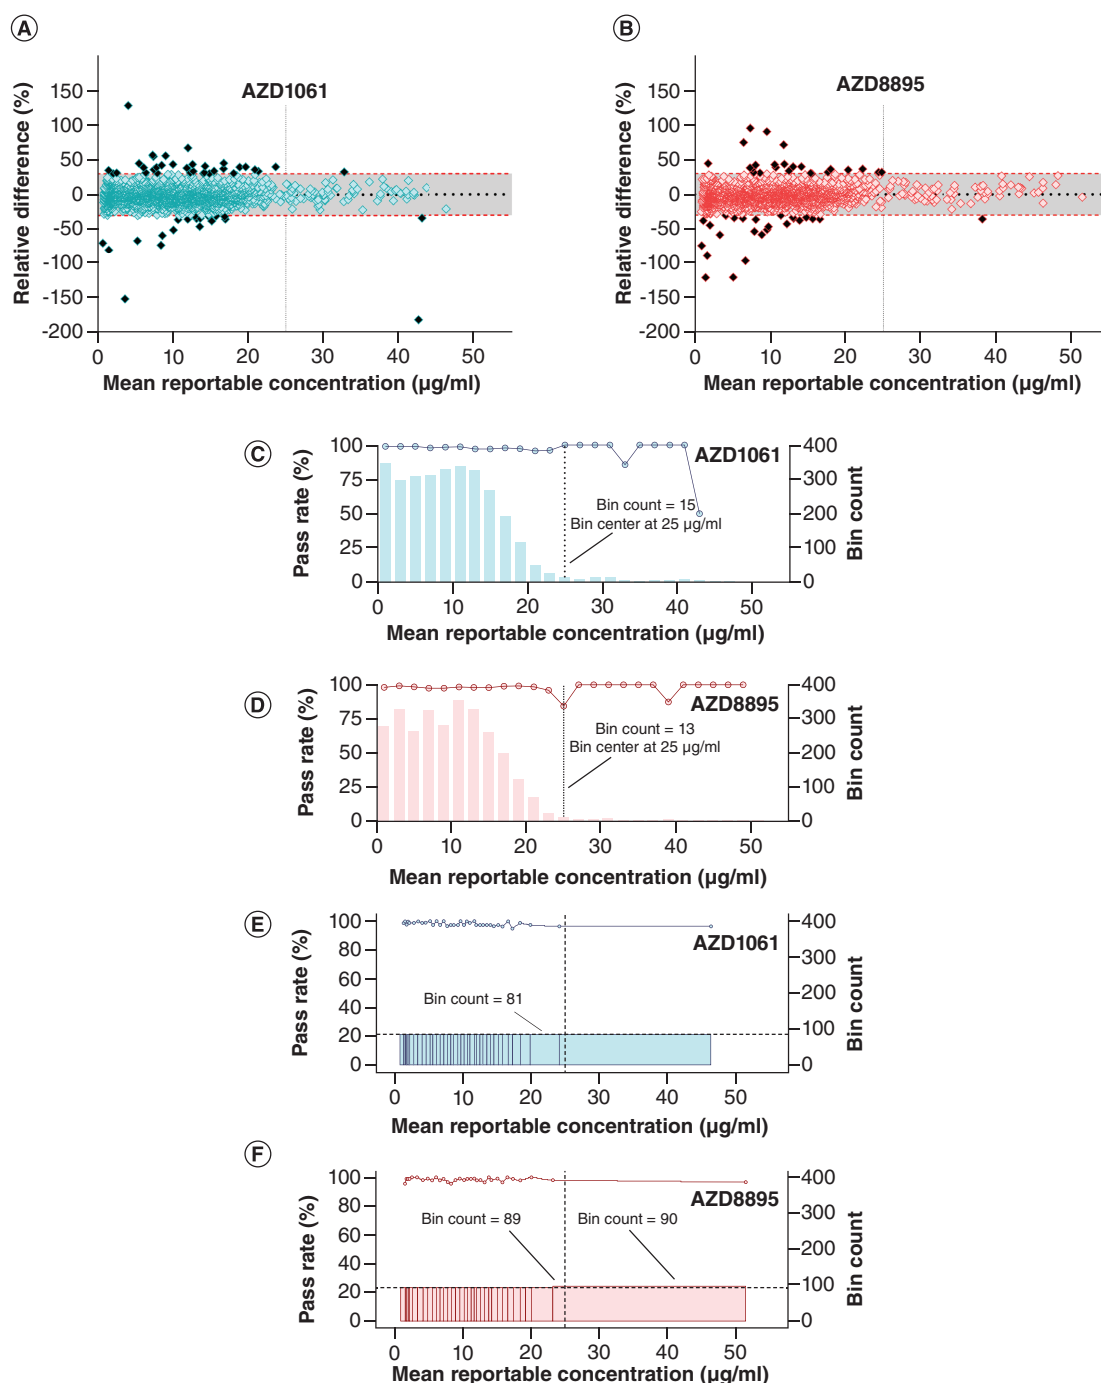 A
B
AZD1061
AZD8895
Relative difference (%)
150
100
50
0
-50
-100
-150
-200
0
10
20
30
40
50
Mean reportable concentration (µg/ml)
Relative difference (%)
150
100
50
0
-50
-100
-150
-200
0
10
20
30
40
50
Mean reportable concentration (µg/ml)
C
AZD1061
Pass rate (%)
100
75
50
25
0
Bin count = 15
Bin center at 25 µg/ml
400
300
200
100
0
Bin count
0
10
20
30
40
50
Mean reportable concentration (µg/ml)
D
AZD8895
Pass rate (%)
100
75
50
25
0
Bin count = 13
Bin center at 25 µg/ml
400
300
200
100
0
Bin count
0
10
20
30
40
50
Mean reportable concentration (µg/ml)
E
AZD1061
Pass rate (%)
100
80
60
40
20
0
Bin count = 81
400
300
200
100
0
Bin count
0
10
20
30
40
50
Mean reportable concentration (µg/ml)
F
AZD8895
Pass rate (%)
100
80
60
40
20
0
Bin count = 89
Bin count = 90
400
300
200
100
0
Bin count
0
10
20
30
40
50
Mean reportable concentration (µg/ml)